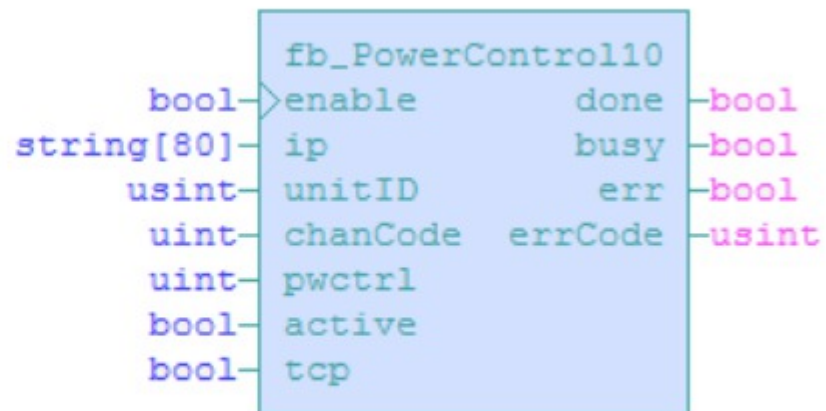 fb_PowerControl10
bool enable done bool
string[80] ip busy bool
usint unitID err bool
uint chanCode errCode usint
uint pwctrl
bool active
bool tcp